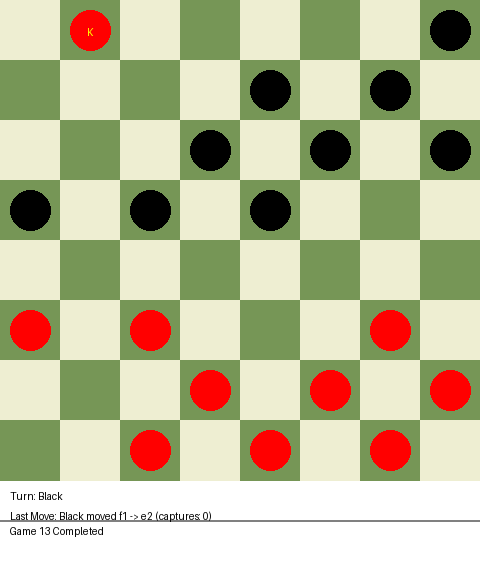 K
Turn: Black
Last Move: Black moved f1 -> e2 (captures: 0)
Game 13 Completed